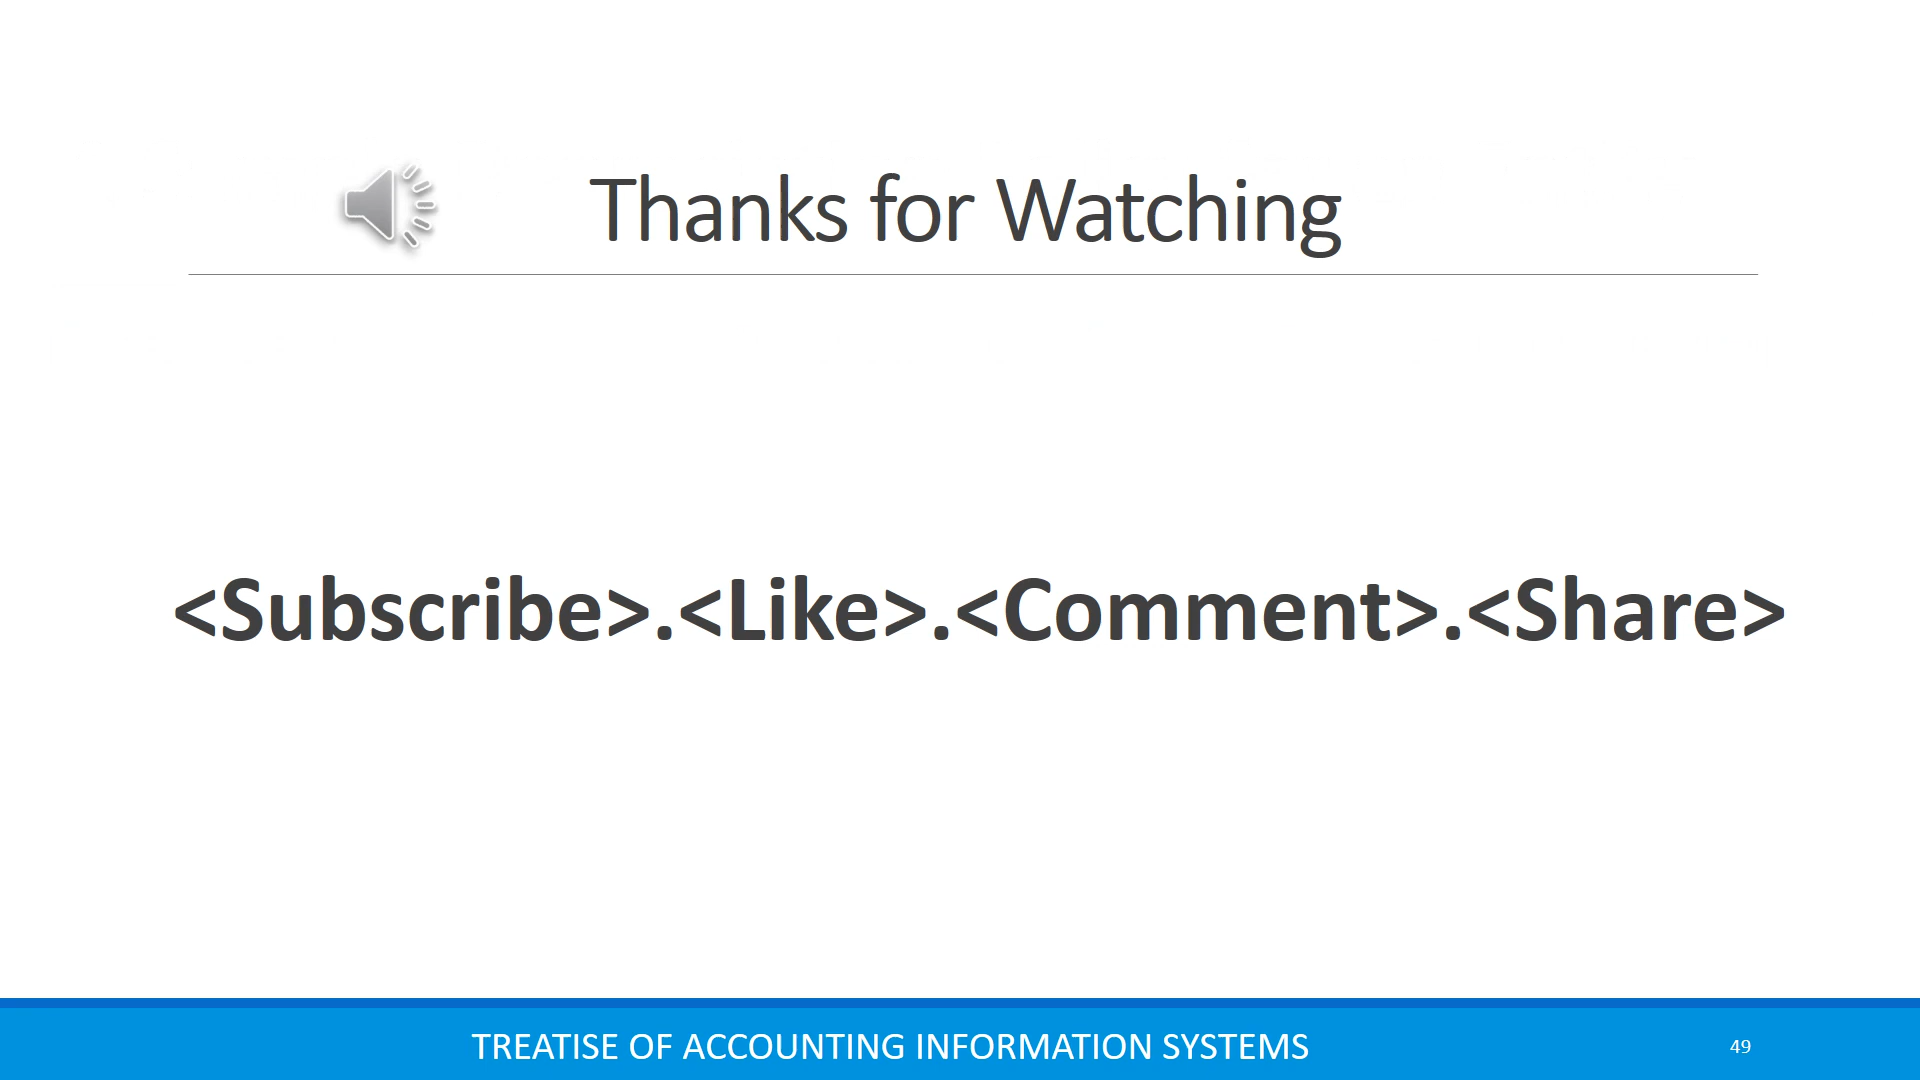 Thanks for Watching
<Subscribe>.<Like>.<Comment>.<Share>
TREATISE OF ACCOUNTING INFORMATION SYSTEMS
49